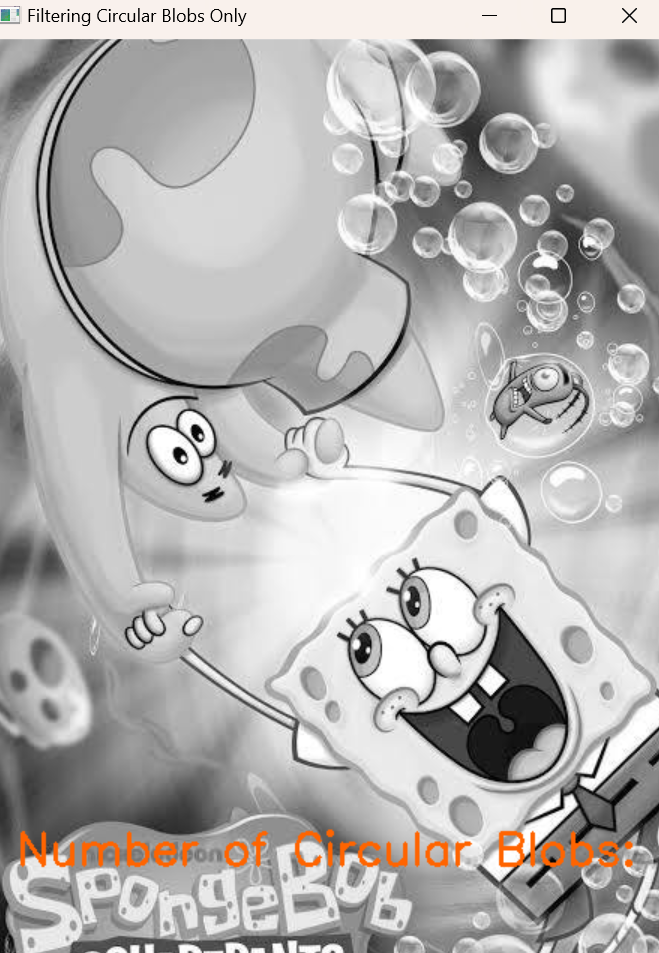 Filtering Circular Blobs Only
Number of Circular Blobs:
SpongeBob